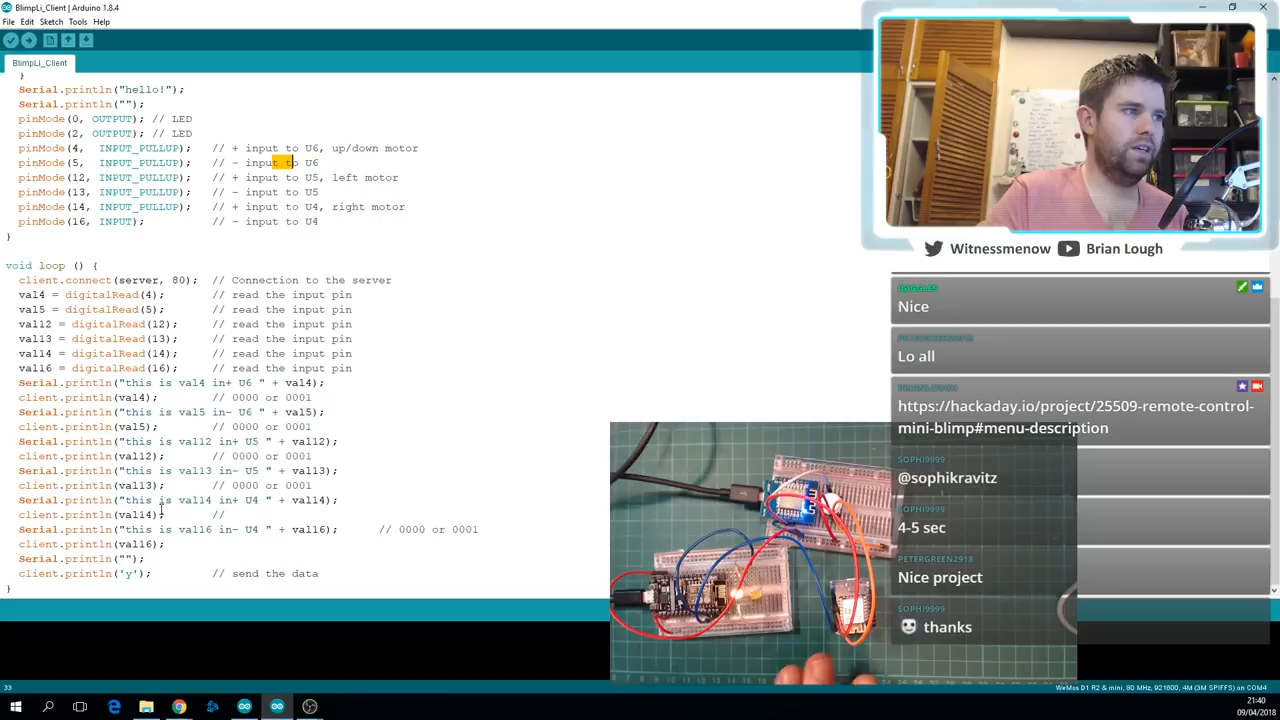 BlimpLi_Client | Arduino 1.8.4
File Edit Sketch Tools Help
BlimpLi_Client
}
Serial.println("hello!");
Serial.println("");
pinMode(0, OUTPUT); // LED
pinMode(2, OUTPUT); // LED
pinMode(4, INPUT_PULLUP); // + input to U6, up/down motor
pinMode(5, INPUT_PULLUP); // - input to U6
pinMode(12, INPUT_PULLUP); // + input to U5, left motor
pinMode(13, INPUT_PULLUP); // - input to U5
pinMode(14, INPUT_PULLUP); // + input to U4, right motor
pinMode(16, INPUT); // - input to U4
}
void loop () {
client.connect(server, 80); // Connection to the server
val4 = digitalRead(4); // read the input pin
val5 = digitalRead(5); // read the input pin
val12 = digitalRead(12); // read the input pin
val13 = digitalRead(13); // read the input pin
val14 = digitalRead(14); // read the input pin
val16 = digitalRead(16); // read the input pin
Serial.println("this is val4 in+ U6 " + val4);
client.println(val4); // 0000 or 0001
Serial.println("this is val5 in- U6 " + val5);
client.println(val5); // 0000 or 0001
Serial.println("this is val12 in+ U5 " + val12);
client.println(val12); // 0000 or 0001
Serial.println("this is val13 in- U5 " + val13);
client.println(val13); // 0000 or 0001
Serial.println("this is val14 in+ U4 " + val14);
client.println(val14); //
Serial.println("this is val16 in- U4 " + val16); // 0000 or 0001
client.println(val16);
Serial.println("");
client.println('y'); // send the data
}
Witnessmenow Brian Lough
Nice
Lo all
https://hackaday.io/project/25509-remote-control-
mini-blimp#menu-description
SOPHI9999
@sophikravitz
SOPHI9999
4-5 sec
PETERGREEN2918
Nice project
SOPHI9999
thanks
33
WeMos D1 R2 & mini, 80 MHz, 921600, 4M (3M SPIFFS) on COM4
21:40
09/04/2018